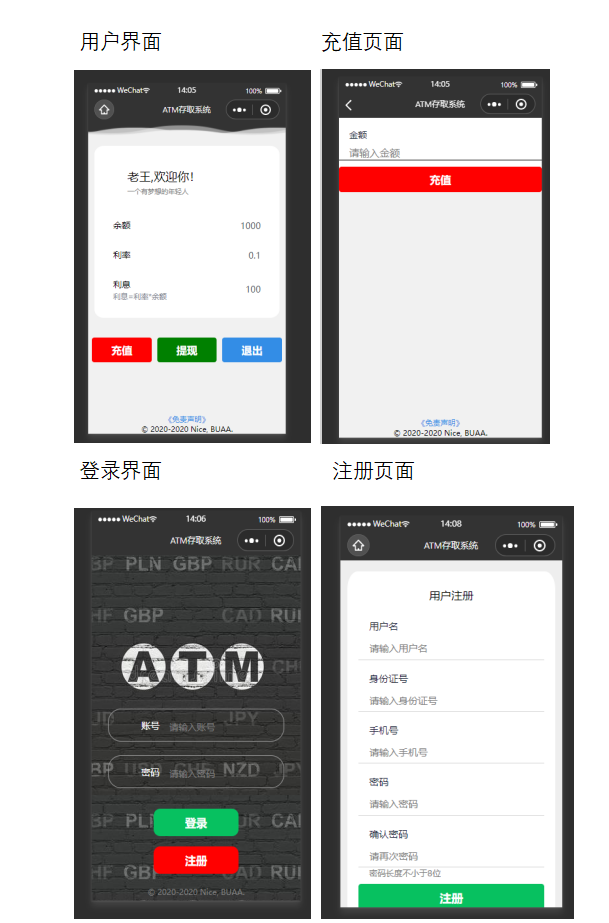 用户界面
充值页面
●●●●● WeChat 14:05 100%
ATM存取系统
老王,欢迎你!
一个有梦想的年轻人
余额 1000
利率 0.1
利息 100
利息=利率*余额
充值 提现 退出
《免责声明》
© 2020-2020 Nice, BUAA.
●●●●● WeChat 14:05 100%
ATM存取系统
金额
请输入金额
充值
《免责声明》
© 2020-2020 Nice, BUAA.
登录界面
注册页面
●●●●● WeChat 14:06 100%
ATM存取系统
BP PLN GBP RUR CA
HF GBP CAD RUR
ATM
CH
JPY
账号 请输入账号
BP CHF NZD JPY
密码 请输入密码
BP PLN UR CA
登录
注册
© 2020-2020 Nice, BUAA.
●●●●● WeChat 14:08 100%
ATM存取系统
用户注册
用户名
请输入用户名
身份证号
请输入身份证号
手机号
请输入手机号
密码
请输入密码
确认密码
请再次密码
密码长度不小于8位
注册